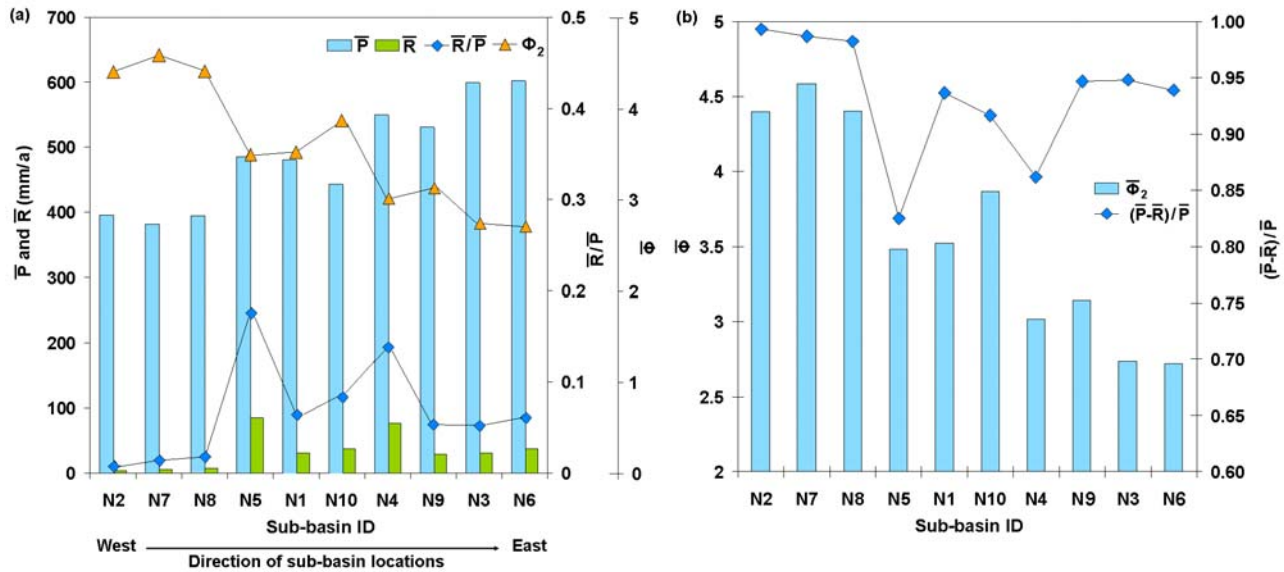 (a)
700
600
500
400
300
200
100
0
P̅ and R̅ (mm/a)
P̅ R̅ R̅/P̅ Φ₂
0.5
0.4
0.3
0.2
0.1
0
R̅/P̅
5
4
3
2
1
0
Φ̅
N2 N7 N8 N5 N1 N10 N4 N9 N3 N6
Sub-basin ID
West East
Direction of sub-basin locations
(b)
5
4.5
4
3.5
3
2.5
2
Φ̅
Φ̅₂
(P̅-R̅)/P̅
1.00
0.95
0.90
0.85
0.80
0.75
0.70
0.65
0.60
(P̅-R̅)/P̅
N2 N7 N8 N5 N1 N10 N4 N9 N3 N6
Sub-basin ID